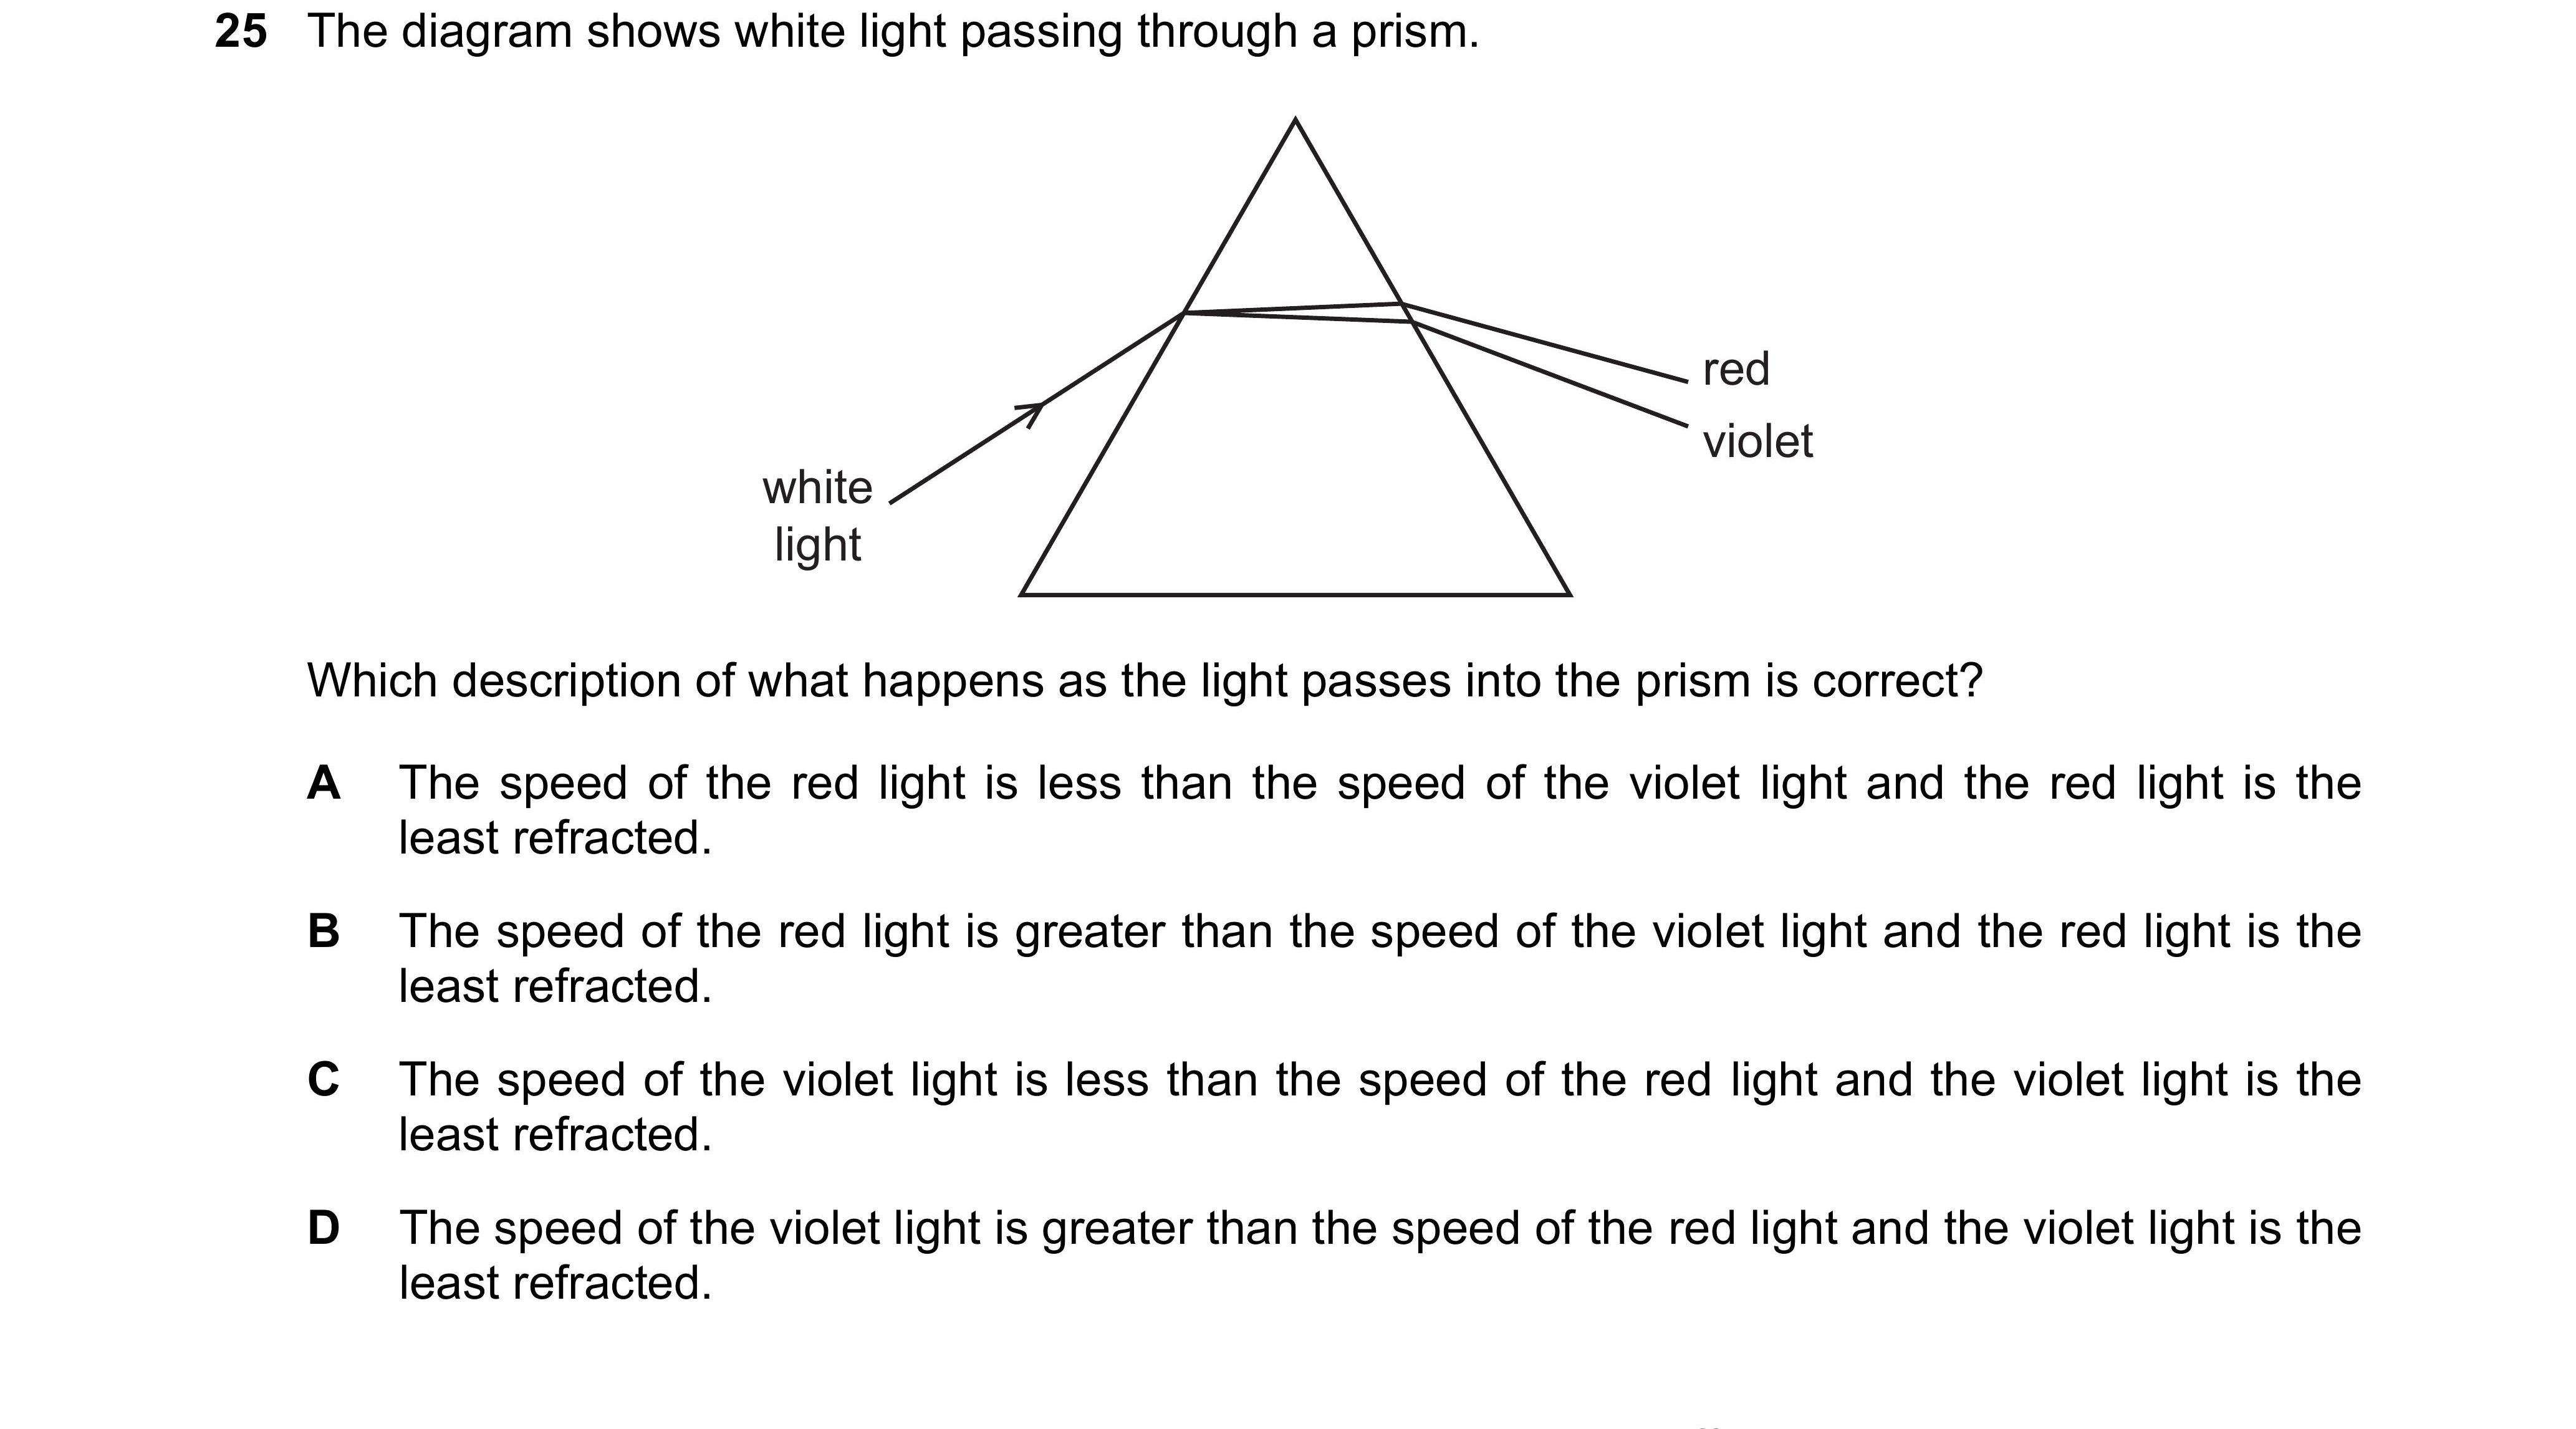 25 The diagram shows white light passing through a prism.
red
violet
white
light
Which description of what happens as the light passes into the prism is correct?
A The speed of the red light is less than the speed of the violet light and the red light is the
least refracted.
B The speed of the red light is greater than the speed of the violet light and the red light is the
least refracted.
C The speed of the violet light is less than the speed of the red light and the violet light is the
least refracted.
D The speed of the violet light is greater than the speed of the red light and the violet light is the
least refracted.